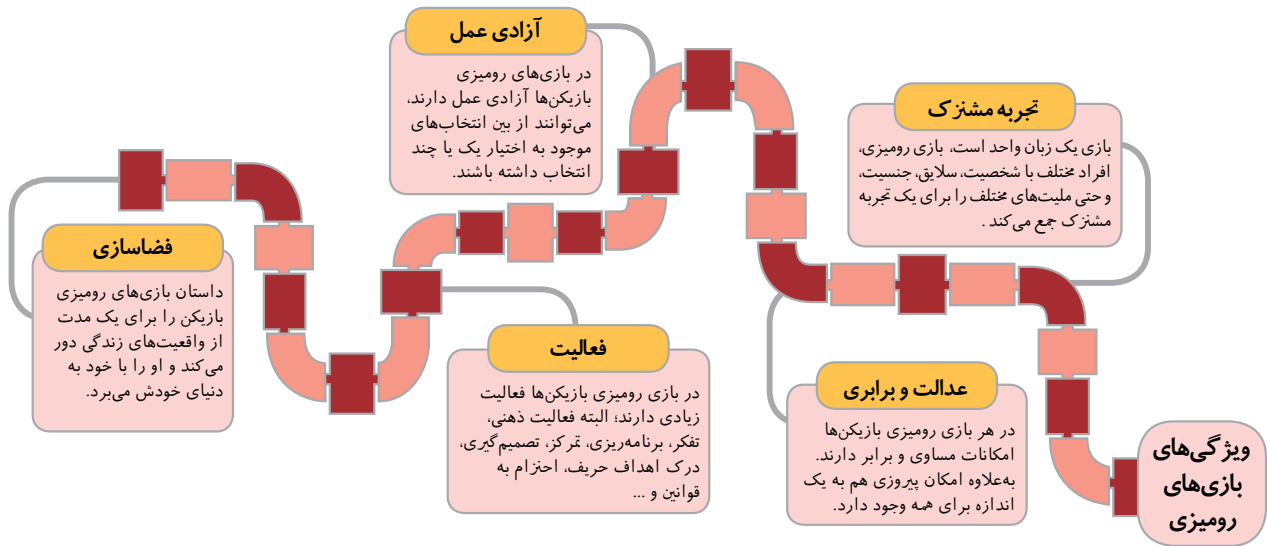 ویژگی‌های
بازی‌های
رومیزی
تجربه مشترک
بازی یک زبان واحد است، بازی رومیزی،
افراد مختلف با شخصیت، سلایق، جنسیت،
و حتی ملیت‌های مختلف را برای یک تجربه
مشترک جمع می‌کند .
عدالت و برابری
در هر بازی رومیزی بازیکن‌ها
امکانات مساوی و برابر دارند.
به‌علاوه امکان پیروزی هم به یک
اندازه برای همه وجود دارد.
آزادی عمل
در بازی‌های رومیزی
بازیکن‌ها آزادی عمل دارند،
می‌توانند از بین انتخاب‌های
موجود به اختیار یک یا چند
انتخاب داشته باشند.
فعالیت
در بازی رومیزی بازیکن‌ها فعالیت
زیادی دارند؛ البته فعالیت ذهنی،
تفکر، برنامه‌ریزی، تمرکز، تصمیم‌گیری،
درک اهداف حریف، احترام به
قوانین و ...
فضاسازی
داستان بازی‌های رومیزی
بازیکن را برای یک مدت
از واقعیت‌های زندگی دور
می‌کند و او را با خود به
دنیای خودش می‌برد.